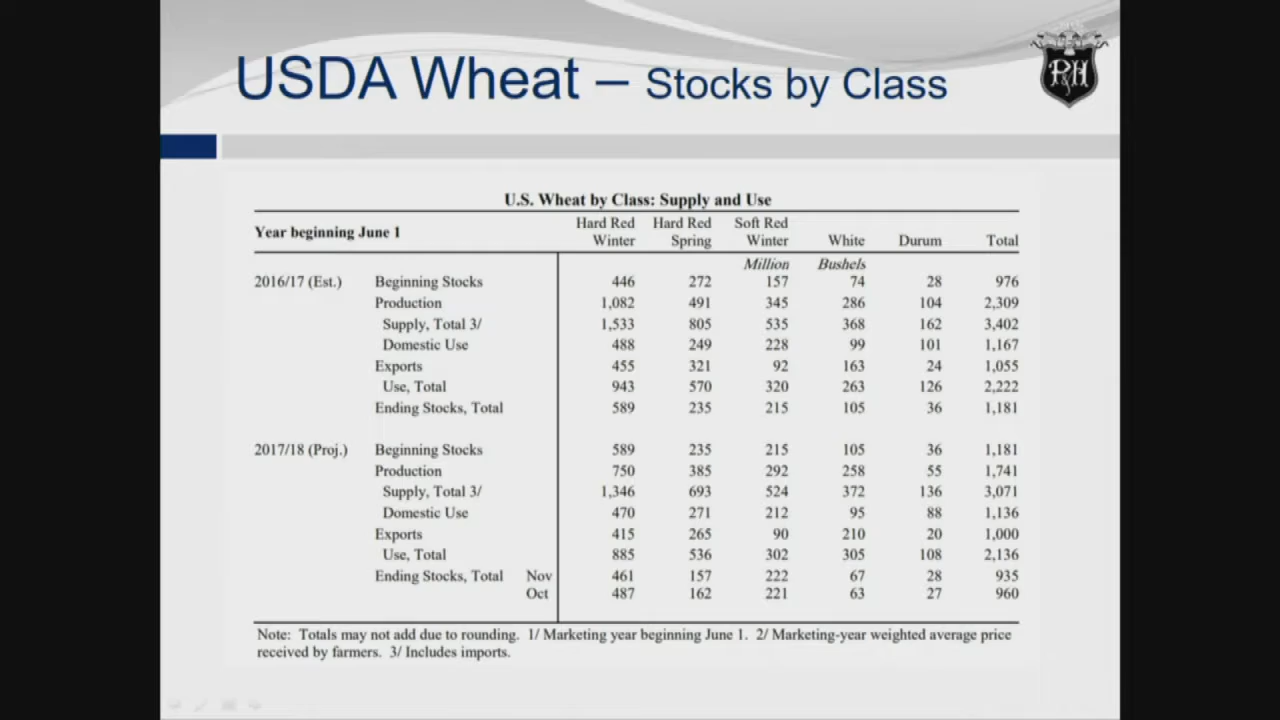 USDA Wheat – Stocks by Class
RJH
U.S. Wheat by Class: Supply and Use
Year beginning June 1 Hard Red Winter Hard Red Spring Soft Red Winter White Durum Total
Million Bushels
2016/17 (Est.) Beginning Stocks 446 272 157 74 28 976
Production 1,082 491 345 286 104 2,309
Supply, Total 3/ 1,533 805 535 368 162 3,402
Domestic Use 488 249 228 99 101 1,167
Exports 455 321 92 163 24 1,055
Use, Total 943 570 320 263 126 2,222
Ending Stocks, Total 589 235 215 105 36 1,181
2017/18 (Proj.) Beginning Stocks 589 235 215 105 36 1,181
Production 750 385 292 258 55 1,741
Supply, Total 3/ 1,346 693 524 372 136 3,071
Domestic Use 470 271 212 95 88 1,136
Exports 415 265 90 210 20 1,000
Use, Total 885 536 302 305 108 2,136
Ending Stocks, Total Nov 461 157 222 67 28 935
Oct 487 162 221 63 27 960
Note: Totals may not add due to rounding. 1/ Marketing year beginning June 1. 2/ Marketing-year weighted average price
received by farmers. 3/ Includes imports.